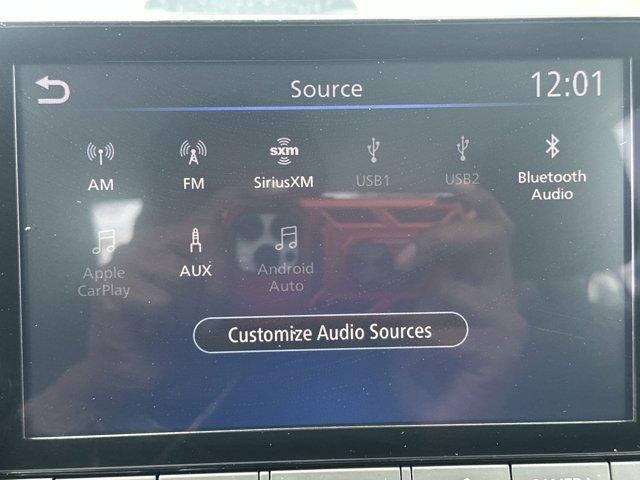 Source
12:01
AM
FM
sxm
SiriusXM
USB1
USB2
Bluetooth
Audio
Apple
CarPlay
AUX
Android
Auto
Customize Audio Sources